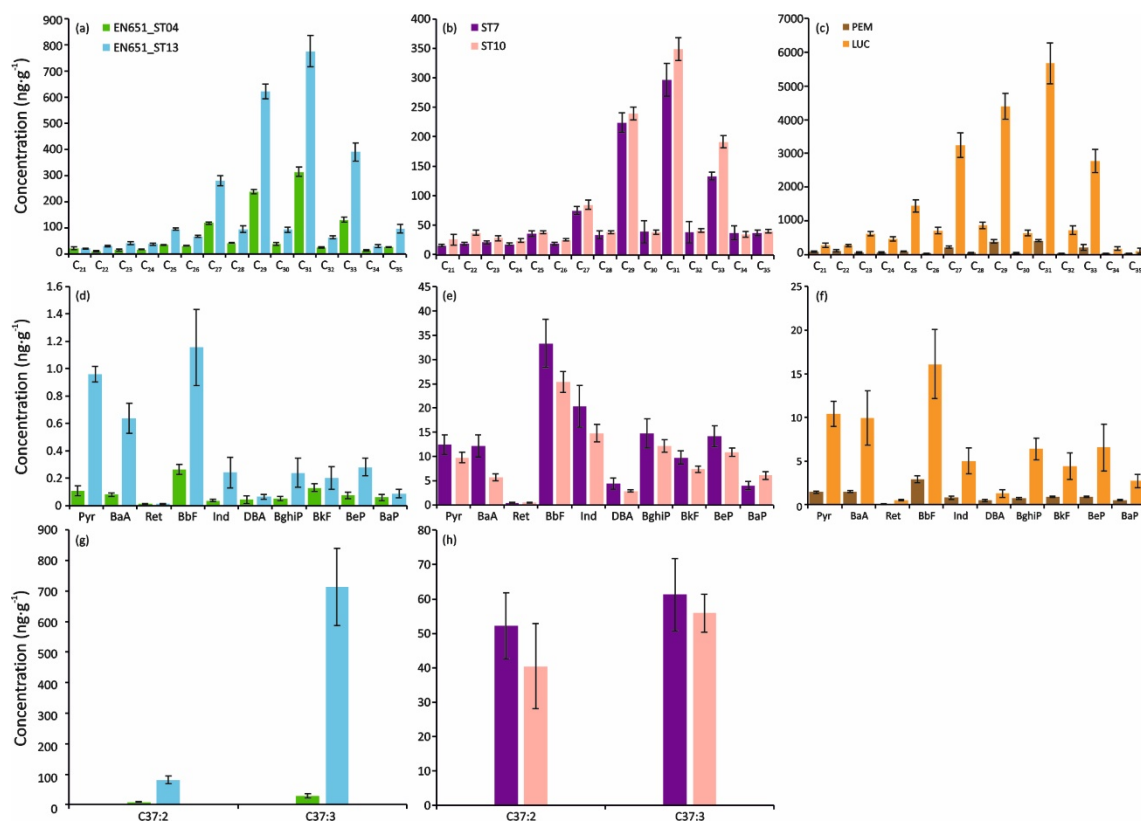 (a)
EN651_ST04
EN651_ST13
Concentration (ng·g⁻¹)
900
800
700
600
500
400
300
200
100
0
C₂₁ C₂₂ C₂₃ C₂₄ C₂₅ C₂₆ C₂₇ C₂₈ C₂₉ C₃₀ C₃₁ C₃₂ C₃₃ C₃₄ C₃₅
(b)
ST7
ST10
400
350
300
250
200
150
100
50
0
C₂₁ C₂₂ C₂₃ C₂₄ C₂₅ C₂₆ C₂₇ C₂₈ C₂₉ C₃₀ C₃₁ C₃₂ C₃₃ C₃₄ C₃₅
(c)
PEM
LUC
7000
6000
5000
4000
3000
2000
1000
0
C₂₁ C₂₂ C₂₃ C₂₄ C₂₅ C₂₆ C₂₇ C₂₈ C₂₉ C₃₀ C₃₁ C₃₂ C₃₃ C₃₄ C₃₅
(d)
Concentration (ng·g⁻¹)
1.6
1.4
1.2
1.0
0.8
0.6
0.4
0.2
0
Pyr BaA Ret BbF Ind DBA BghiP BkF BeP BaP
(e)
45
40
35
30
25
20
15
10
5
0
Pyr BaA Ret BbF Ind DBA BghiP BkF BeP BaP
(f)
25
20
15
10
5
0
Pyr BaA Ret BbF Ind DBA BghiP BkF BeP BaP
(g)
Concentration (ng·g⁻¹)
900
800
700
600
500
400
300
200
100
0
C37:2 C37:3
(h)
80
70
60
50
40
30
20
10
0
C37:2 C37:3